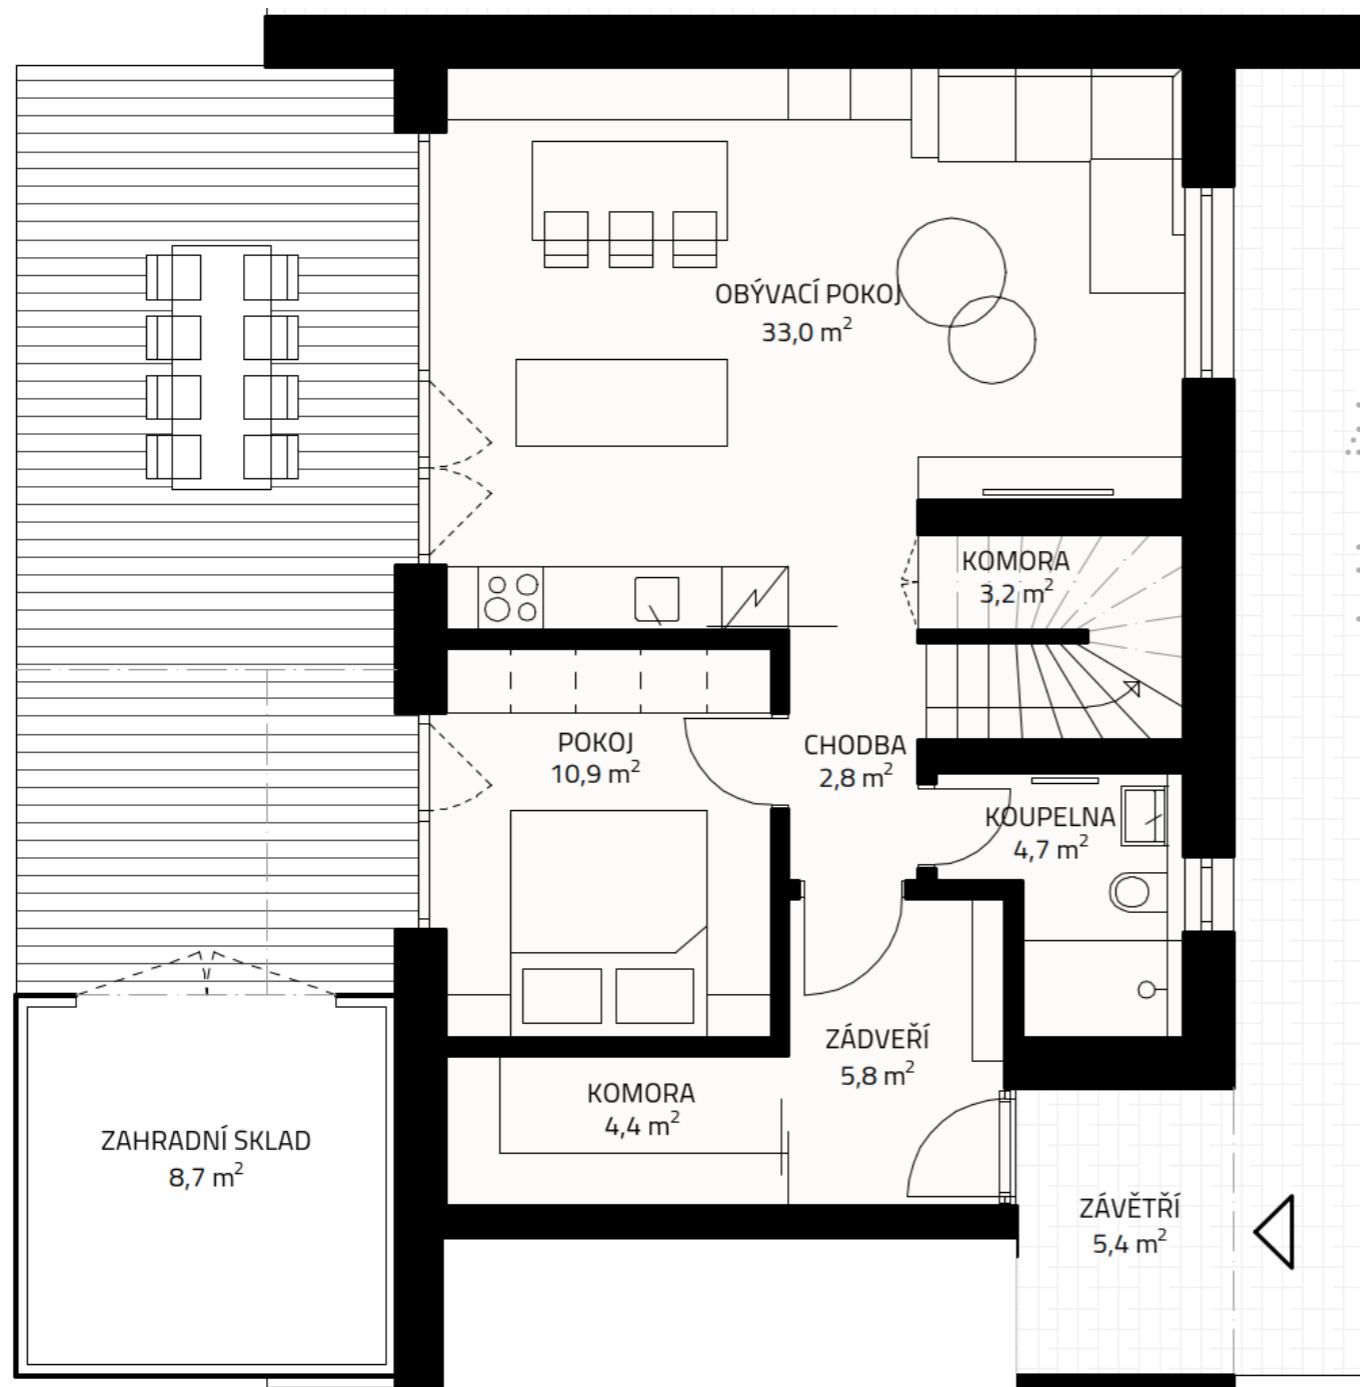 OBÝVACÍ POKOJ
33,0 m²
KOMORA
3,2 m²
POKOJ
10,9 m²
CHODBA
2,8 m²
KOUPELNA
4,7 m²
ZÁDVEŘÍ
5,8 m²
KOMORA
4,4 m²
ZAHRADNÍ SKLAD
8,7 m²
ZÁVĚTŘÍ
5,4 m²